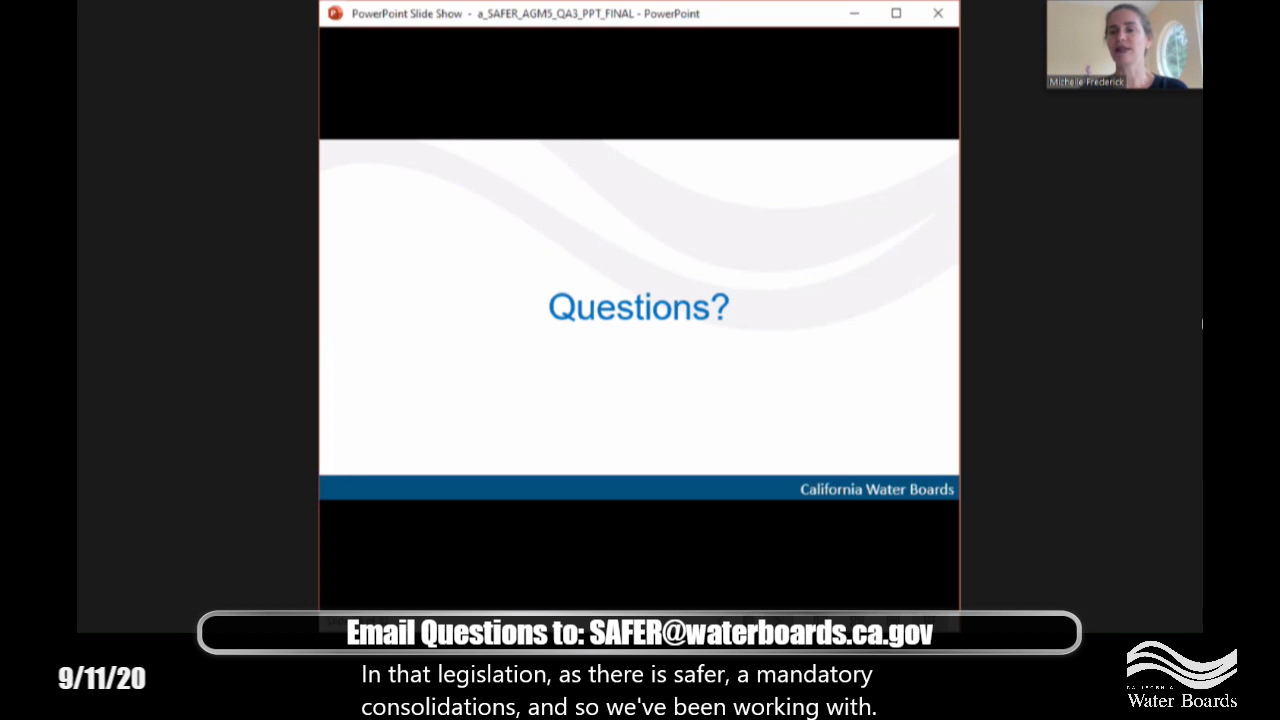 PowerPoint Slide Show - a_SAFER_AGM5_QA3_PPT_FINAL - PowerPoint
Michelle Frederick
Questions?
California Water Boards
Email Questions to: SAFER@waterboards.ca.gov
9/11/20
In that legislation, as there is safer, a mandatory
consolidations, and so we've been working with.
CALIFORNIA
Water Boards